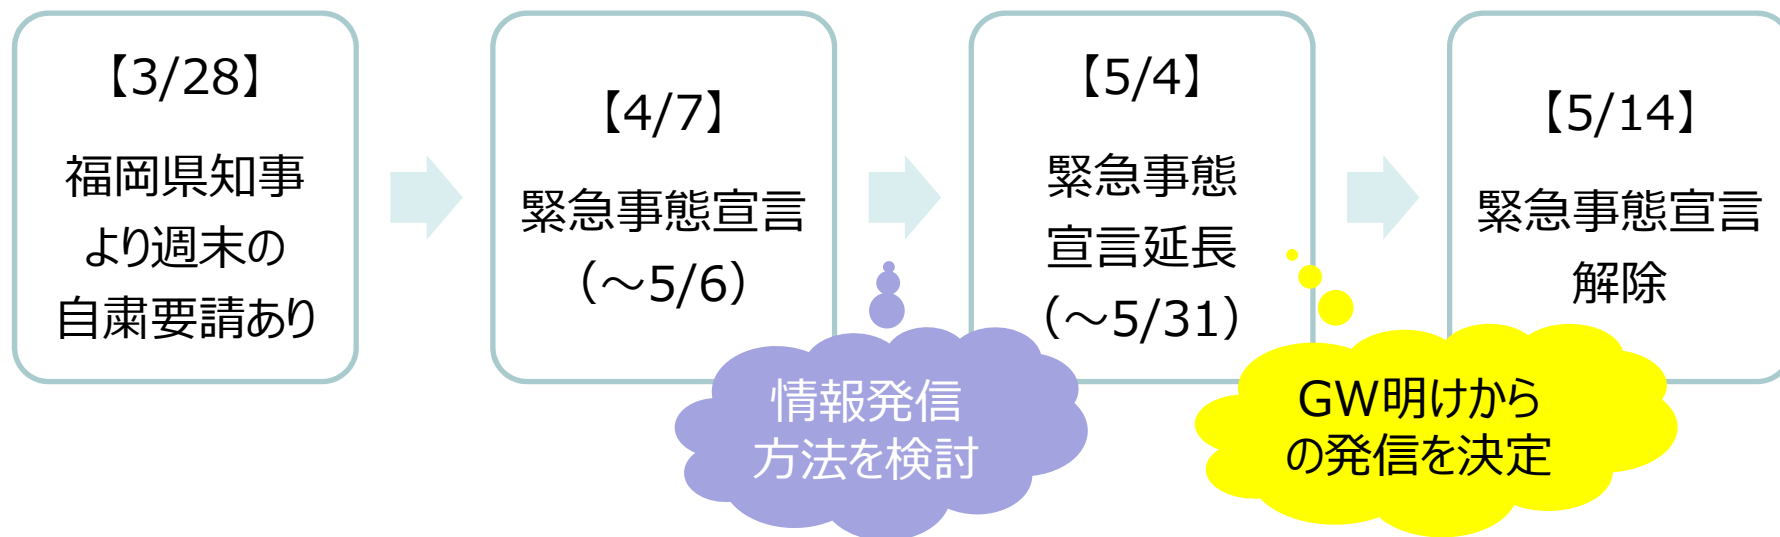 【3/28】
福岡県知事
より週末の
自粛要請あり
【4/7】
緊急事態宣言
（～5/6）
【5/4】
緊急事態
宣言延長
（～5/31）
【5/14】
緊急事態宣言
解除
情報発信
方法を検討
GW明けから
の発信を決定